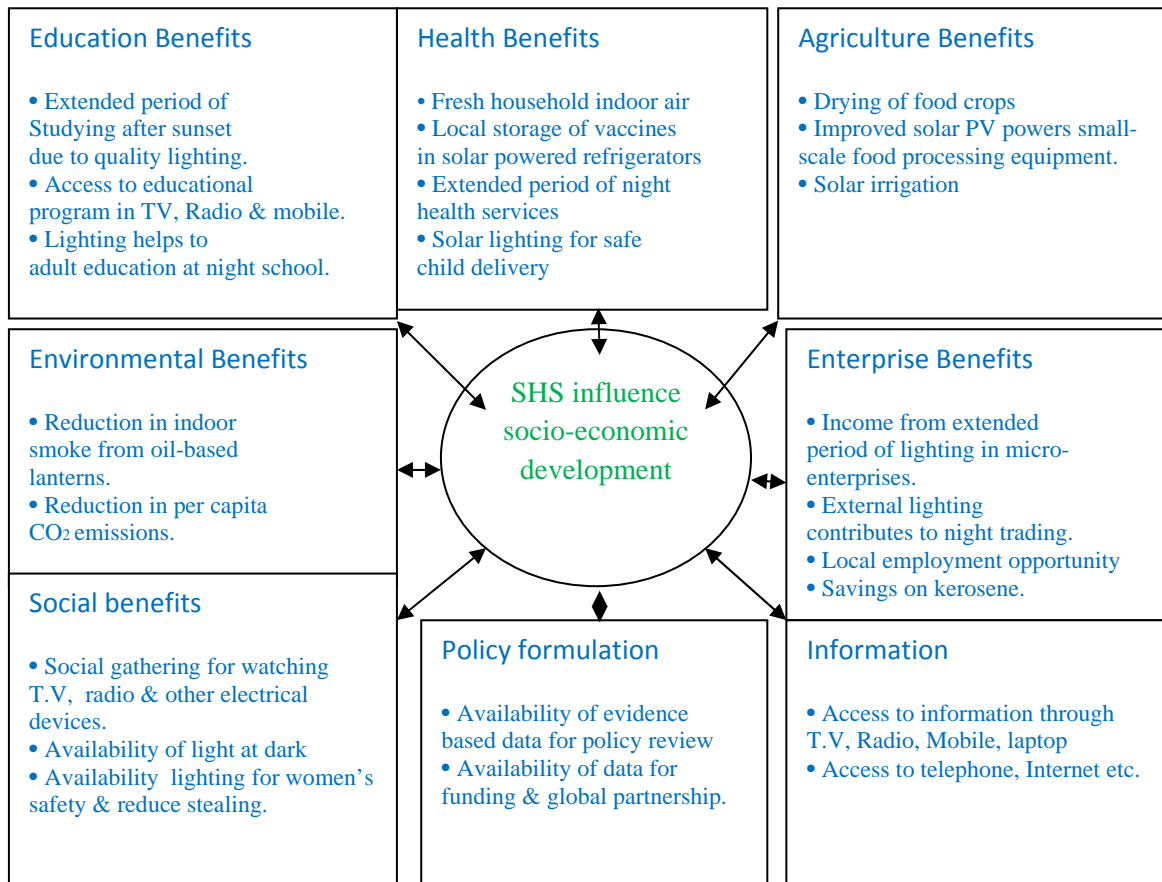 Education Benefits
• Extended period of
Studying after sunset
due to quality lighting.
• Access to educational
program in TV, Radio & mobile.
• Lighting helps to
adult education at night school.
Health Benefits
• Fresh household indoor air
• Local storage of vaccines
in solar powered refrigerators
• Extended period of night
health services
• Solar lighting for safe
child delivery
Agriculture Benefits
• Drying of food crops
• Improved solar PV powers small-
scale food processing equipment.
• Solar irrigation
Environmental Benefits
• Reduction in indoor
smoke from oil-based
lanterns.
• Reduction in per capita
CO2 emissions.
SHS influence
socio-economic
development
Enterprise Benefits
• Income from extended
period of lighting in micro-
enterprises.
• External lighting
contributes to night trading.
• Local employment opportunity
• Savings on kerosene.
Social benefits
• Social gathering for watching
T.V, radio & other electrical
devices.
• Availability of light at dark
• Availability lighting for women's
safety & reduce stealing.
Policy formulation
• Availability of evidence
based data for policy review
• Availability of data for
funding & global partnership.
Information
• Access to information through
T.V, Radio, Mobile, laptop
• Access to telephone, Internet etc.